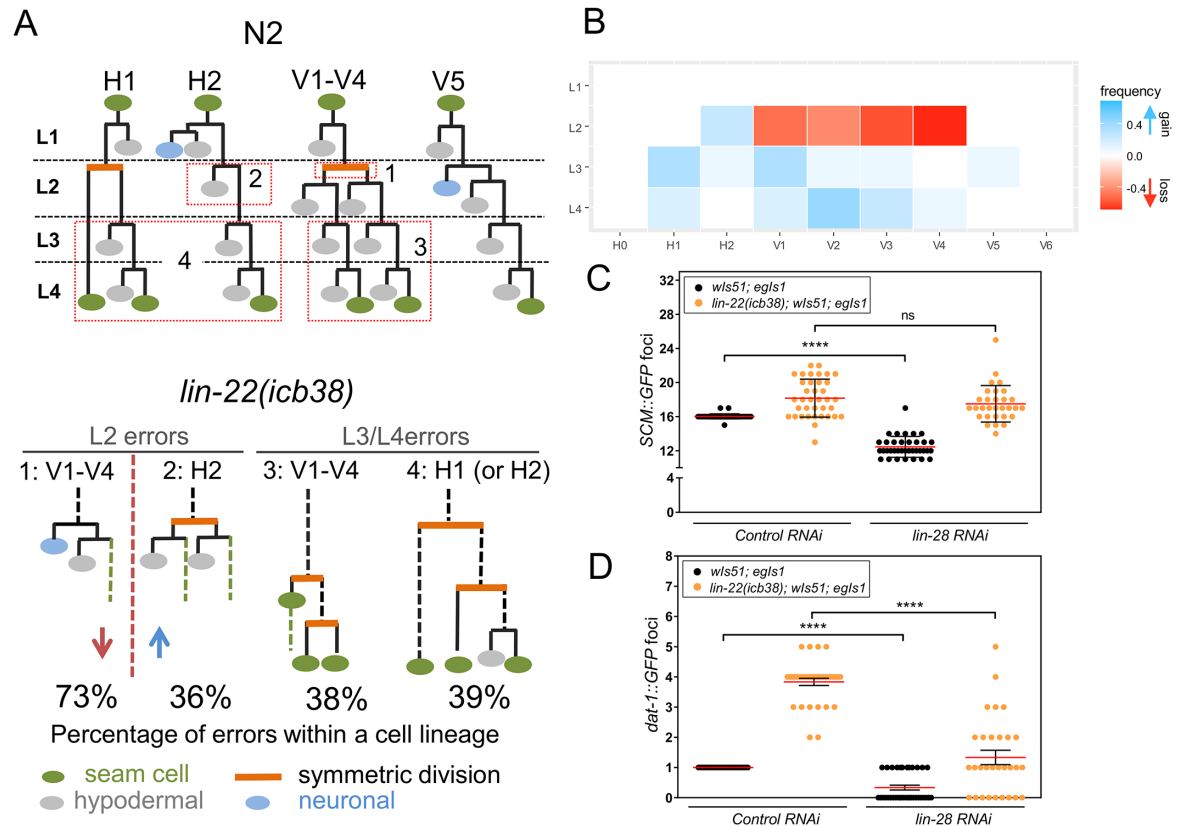 A
N2
H1 H2 V1-V4 V5
L1
L2
L3
L4
1
2
3
4
lin-22(icb38)
L2 errors L3/L4errors
1: V1-V4 2: H2 3: V1-V4 4: H1 (or H2)
73% 36% 38% 39%
Percentage of errors within a cell lineage
seam cell symmetric division
hypodermal neuronal
B
L1
L2
L3
L4
H0 H1 H2 V1 V2 V3 V4 V5 V6
frequency
0.4
0.0
-0.4
gain
loss
C
wIs51; egIs1
lin-22(icb38); wIs51; egIs1
SCM::GFP foci
32
28
24
20
16
12
4
0
ns
****
Control RNAi lin-28 RNAi
D
wIs51; egIs1
lin-22(icb38); wIs51; egIs1
dat-1::GFP foci
8
7
6
5
4
3
2
1
0
****
****
Control RNAi lin-28 RNAi